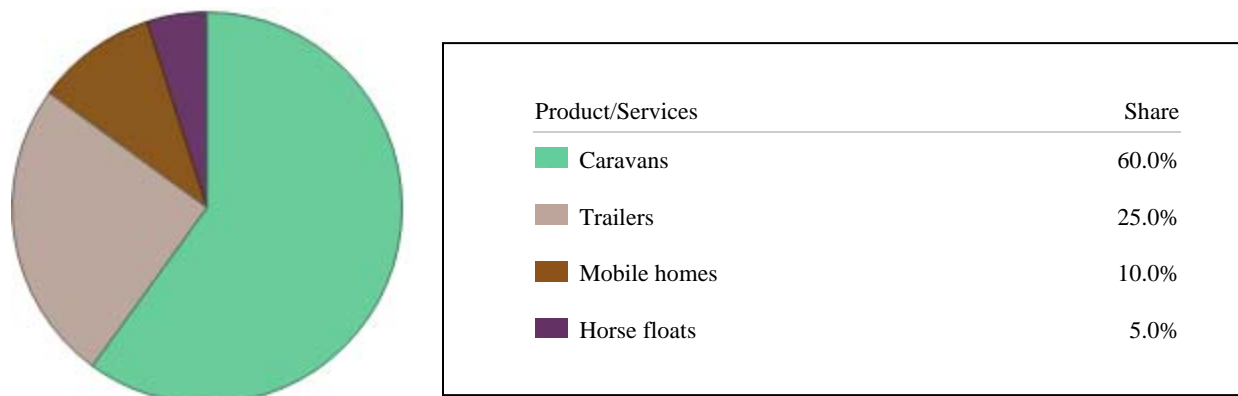 Product/Services Share
Caravans 60.0%
Trailers 25.0%
Mobile homes 10.0%
Horse floats 5.0%